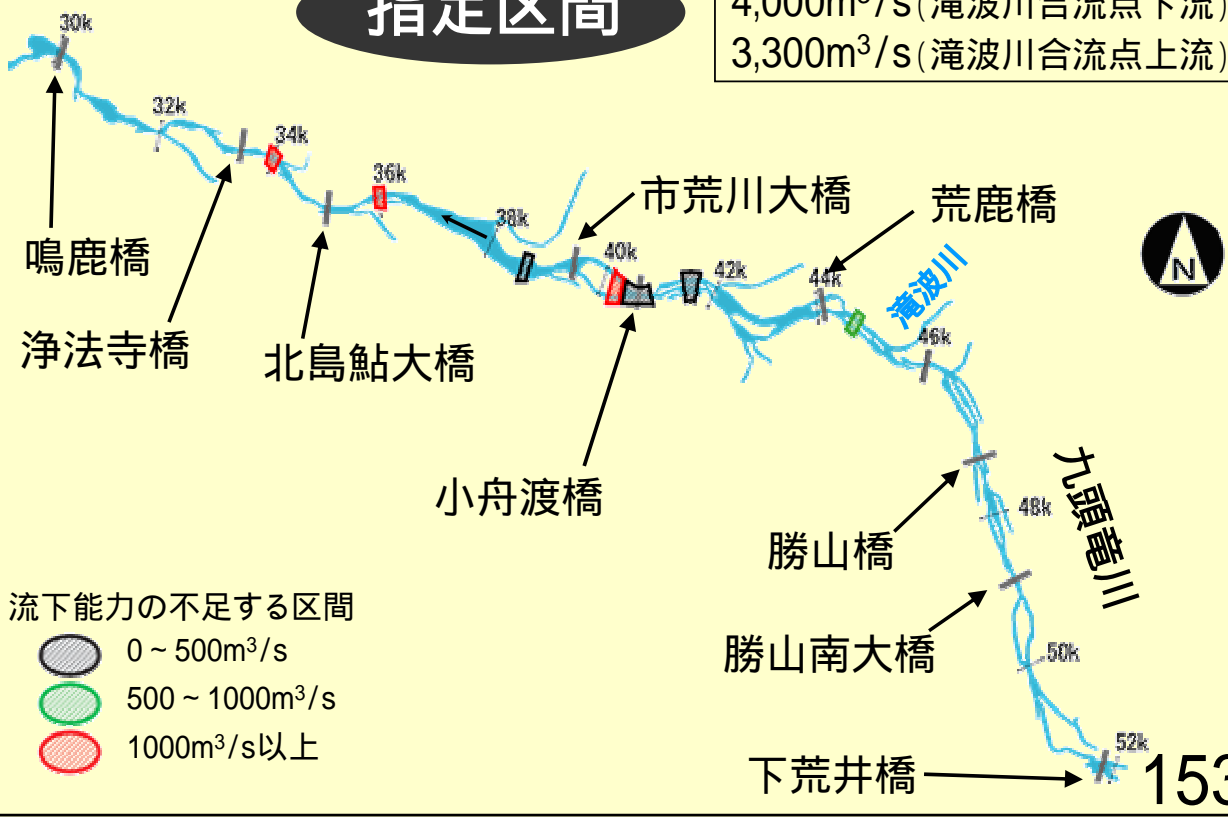 指定区間
4,000m³/s(滝波川合流点下流)
3,300m³/s(滝波川合流点上流)
30k
32k
34k
36k
38k
40k
42k
44k
46k
48k
50k
52k
市荒川大橋
荒鹿橋
滝波川
N
鳴鹿橋
浄法寺橋
北島鮎大橋
小舟渡橋
九頭竜川
勝山橋
勝山南大橋
下荒井橋
流下能力の不足する区間
0~500m³/s
500~1000m³/s
1000m³/s以上
153